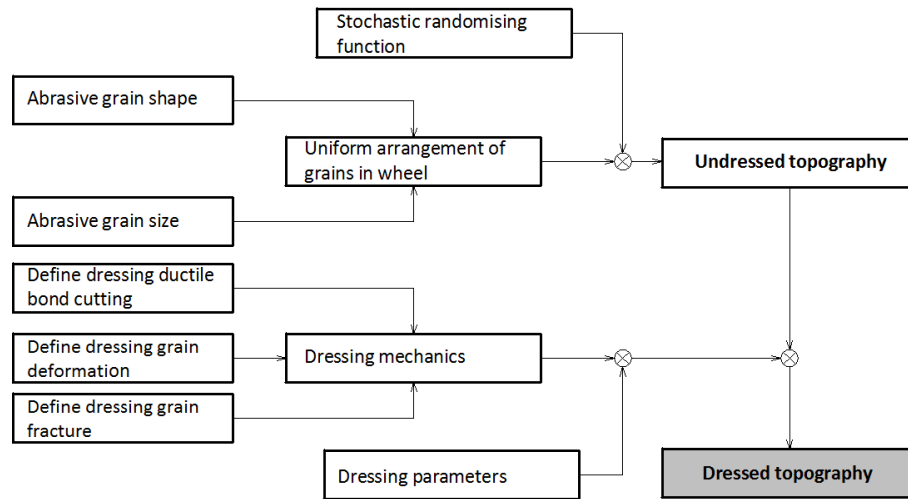 Stochastic randomising
function
Abrasive grain shape
Uniform arrangement of
grains in wheel
Undressed topography
Abrasive grain size
Define dressing ductile
bond cutting
Define dressing grain
deformation
Dressing mechanics
Define dressing grain
fracture
Dressing parameters
Dressed topography